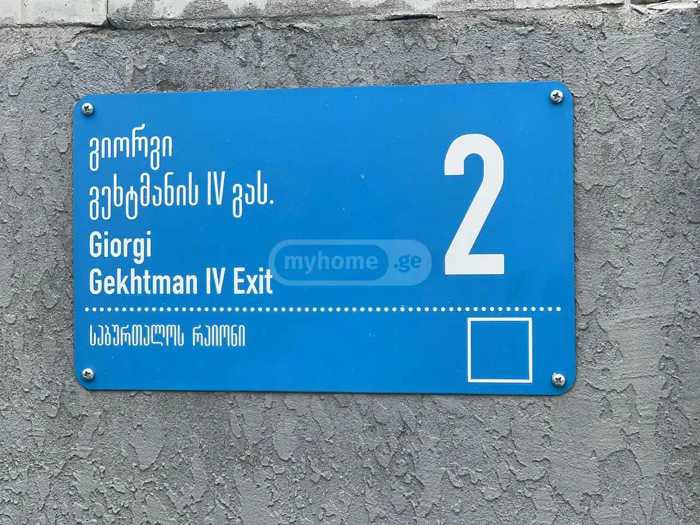 გიორგი
გეხტმანის IV გას.
2
Giorgi
Gekhtman IV Exit
myhome.ge
საბურთალოს რაიონი